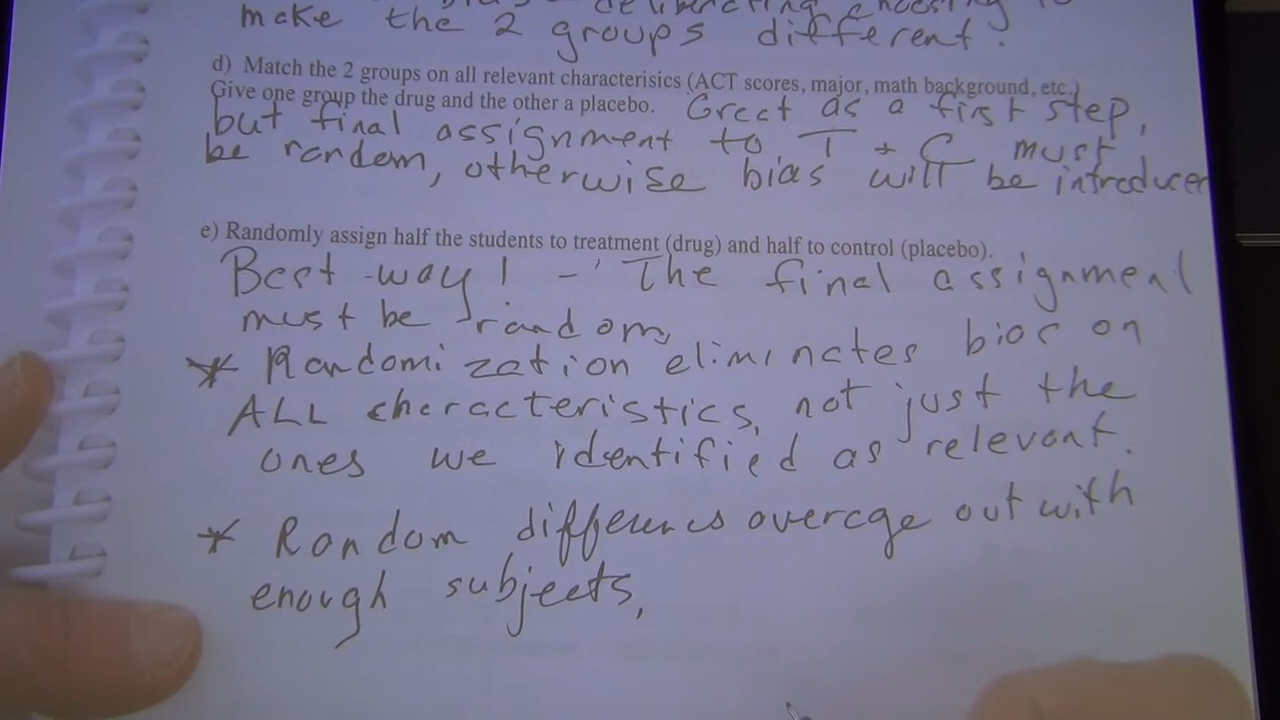 make the 2 groups different.
d) Match the 2 groups on all relevant characterisics (ACT scores, major, math background, etc.)
Give one group the drug and the other a placebo. Great as a first step,
but final assignment to T + C must
be random, otherwise bias will be introduced
e) Randomly assign half the students to treatment (drug) and half to control (placebo).
Best way! - The final assignment
must be random.
* Randomization eliminates bias on
ALL characteristics, not just the
ones we identified as relevant.
* Random differences average out with
enough subjects.